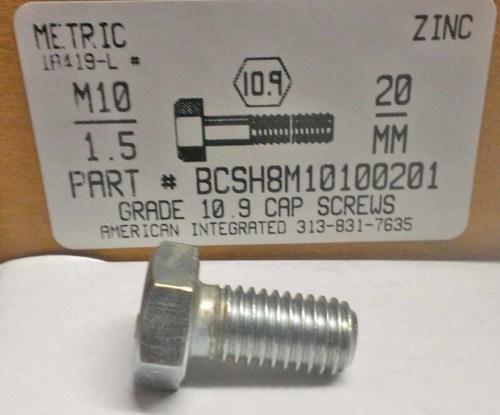 METRIC ZINC
IA419-L #
M10 10.9 20
1.5 MM
PART # BCSH8M10100201
GRADE 10.9 CAP SCREWS
AMERICAN INTEGRATED 313-831-7635